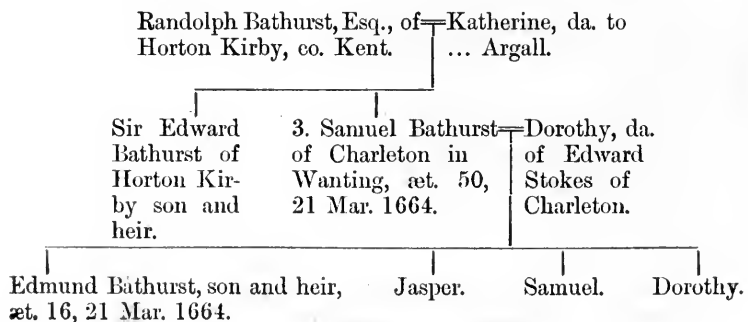 Randolph Bathurst, Esq., of Horton Kirby, co. Kent.
Katherine, da. to ... Argall.
Sir Edward
Bathurst of
Horton Kir-
by son and
heir.
3. Samuel Bathurst
of Charleton in
Wanting, æt. 50,
21 Mar. 1664.
Dorothy, da.
of Edward
Stokes of
Charleton.
Edmund Bathurst, son and heir,
æt. 16, 21 Mar. 1664.
Jasper.
Samuel.
Dorothy.